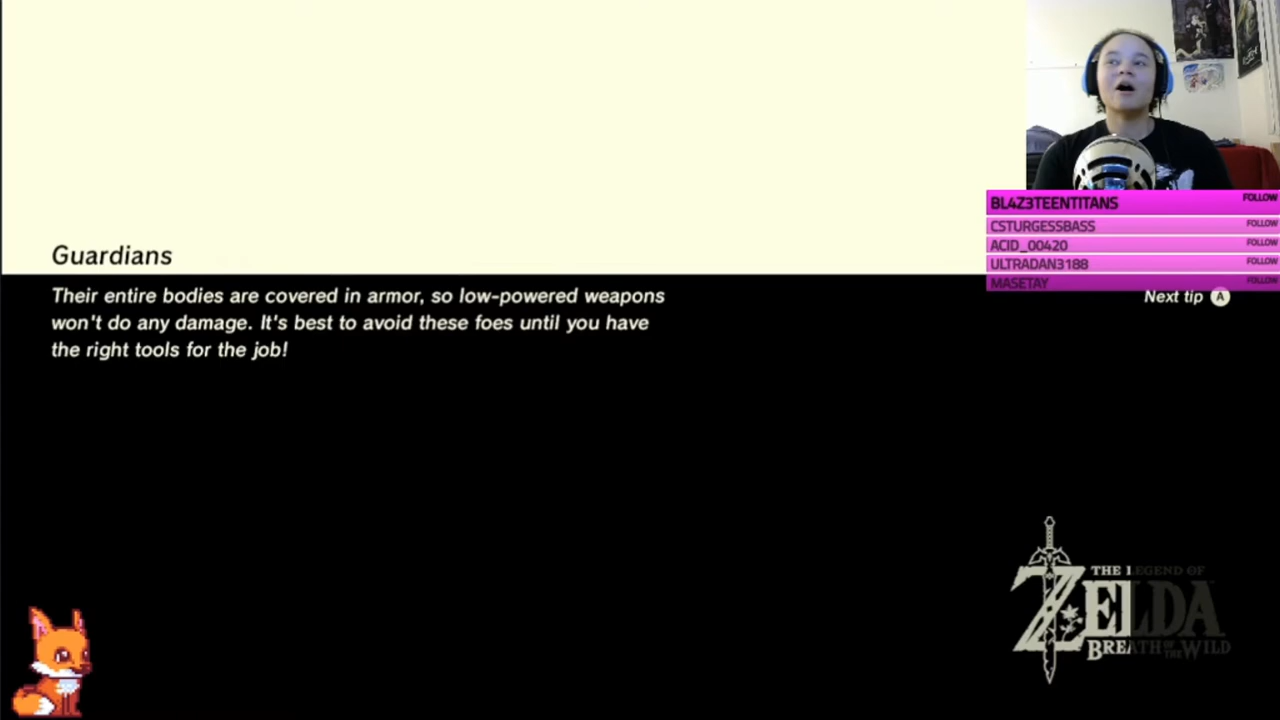 BL4Z3TEENTITANS FOLLOW
CSTURGESSBASS FOLLOW
ACID_00420 FOLLOW
ULTRADAN3188 FOLLOW
MASETAY FOLLOW
Guardians
Their entire bodies are covered in armor, so low-powered weapons
won't do any damage. It's best to avoid these foes until you have
the right tools for the job!
Next tip A
THE LEGEND OF
ZELDA
BREATH OF THE WILD